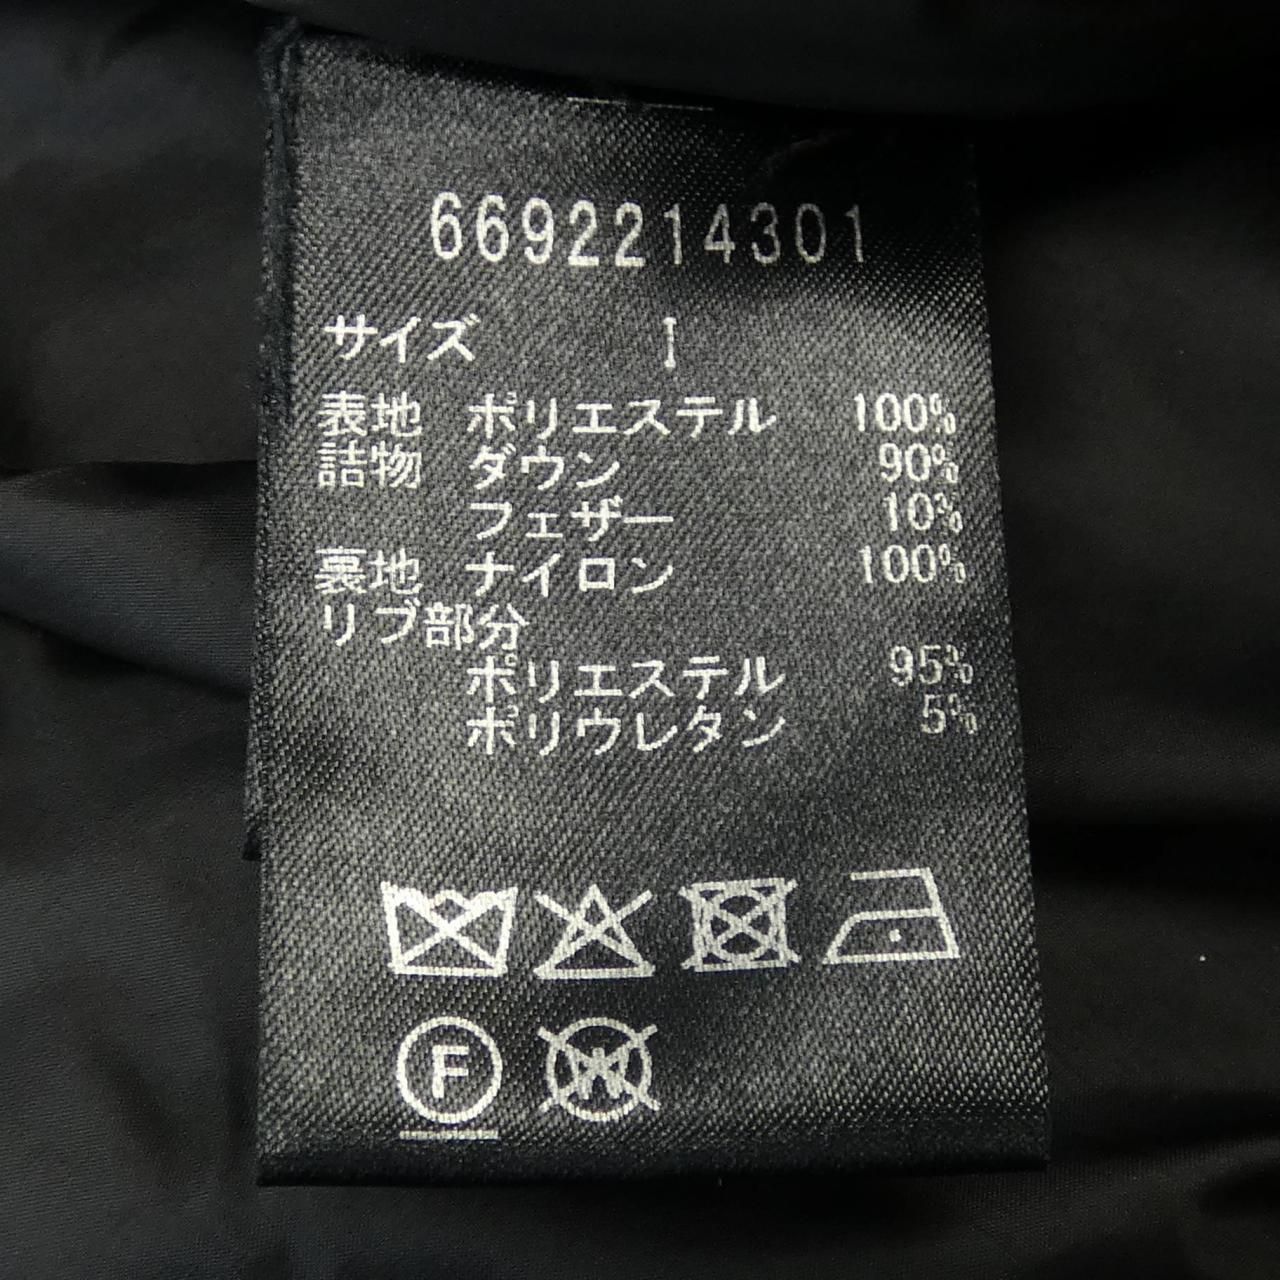 6692214301
サイズ I
表地 ポリエステル 100%
詰物 ダウン 90%
フェザー 10%
裏地 ナイロン 100%
リブ部分
ポリエステル 95%
ポリウレタン 5%
F W